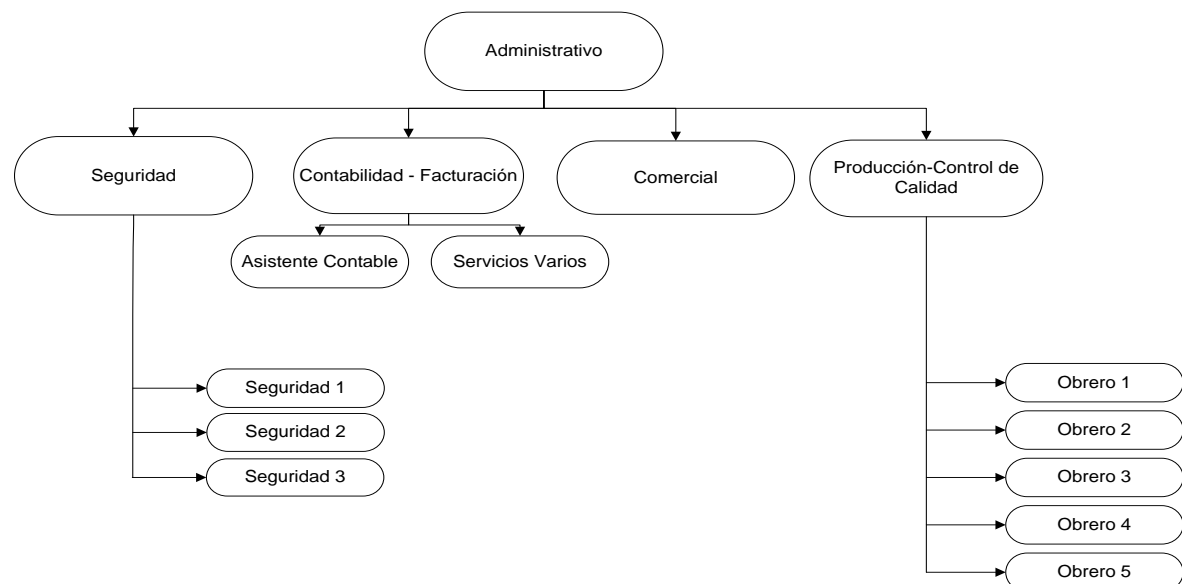 Administrativo
Seguridad
Contabilidad - Facturación
Comercial
Producción-Control de
Calidad
Asistente Contable
Servicios Varios
Seguridad 1
Seguridad 2
Seguridad 3
Obrero 1
Obrero 2
Obrero 3
Obrero 4
Obrero 5